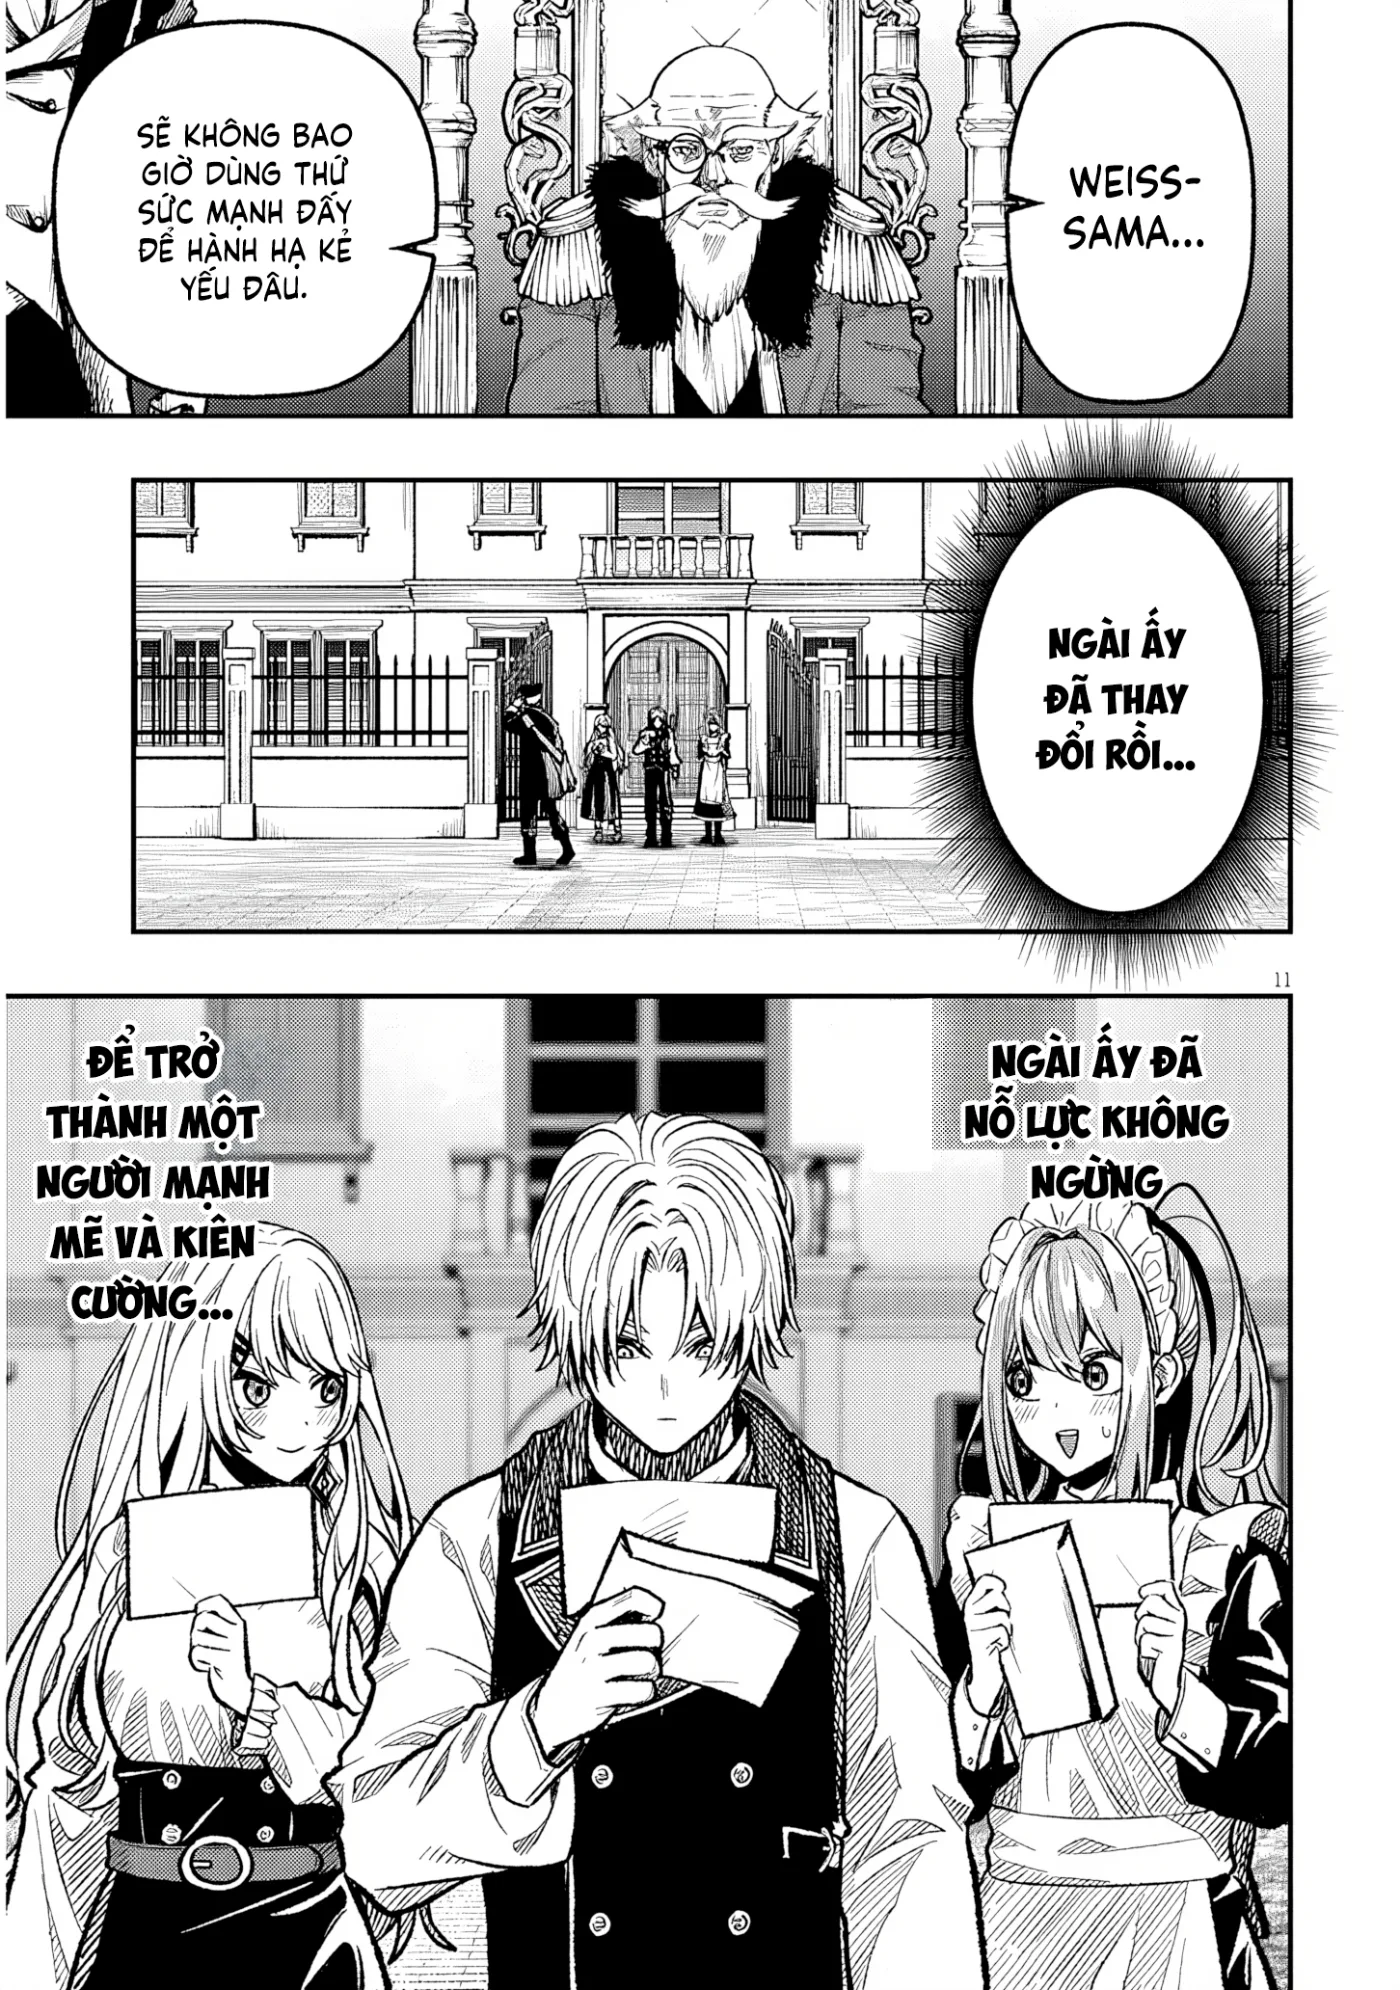 WEISS-
SAMA...
SẼ KHÔNG BAO
GIỜ DÙNG THỨ
SỨC MẠNH ĐẤY
ĐỂ HÀNH HẠ KẺ
YẾU ĐÂU.
NGÀI ẤY
ĐÃ THAY
ĐỔI RỒI...
11
NGÀI ẤY ĐÃ
NỖ LỰC KHÔNG
NGỪNG
ĐỂ TRỞ
THÀNH MỘT
NGƯỜI MẠNH
MẼ VÀ KIÊN
CƯỜNG...